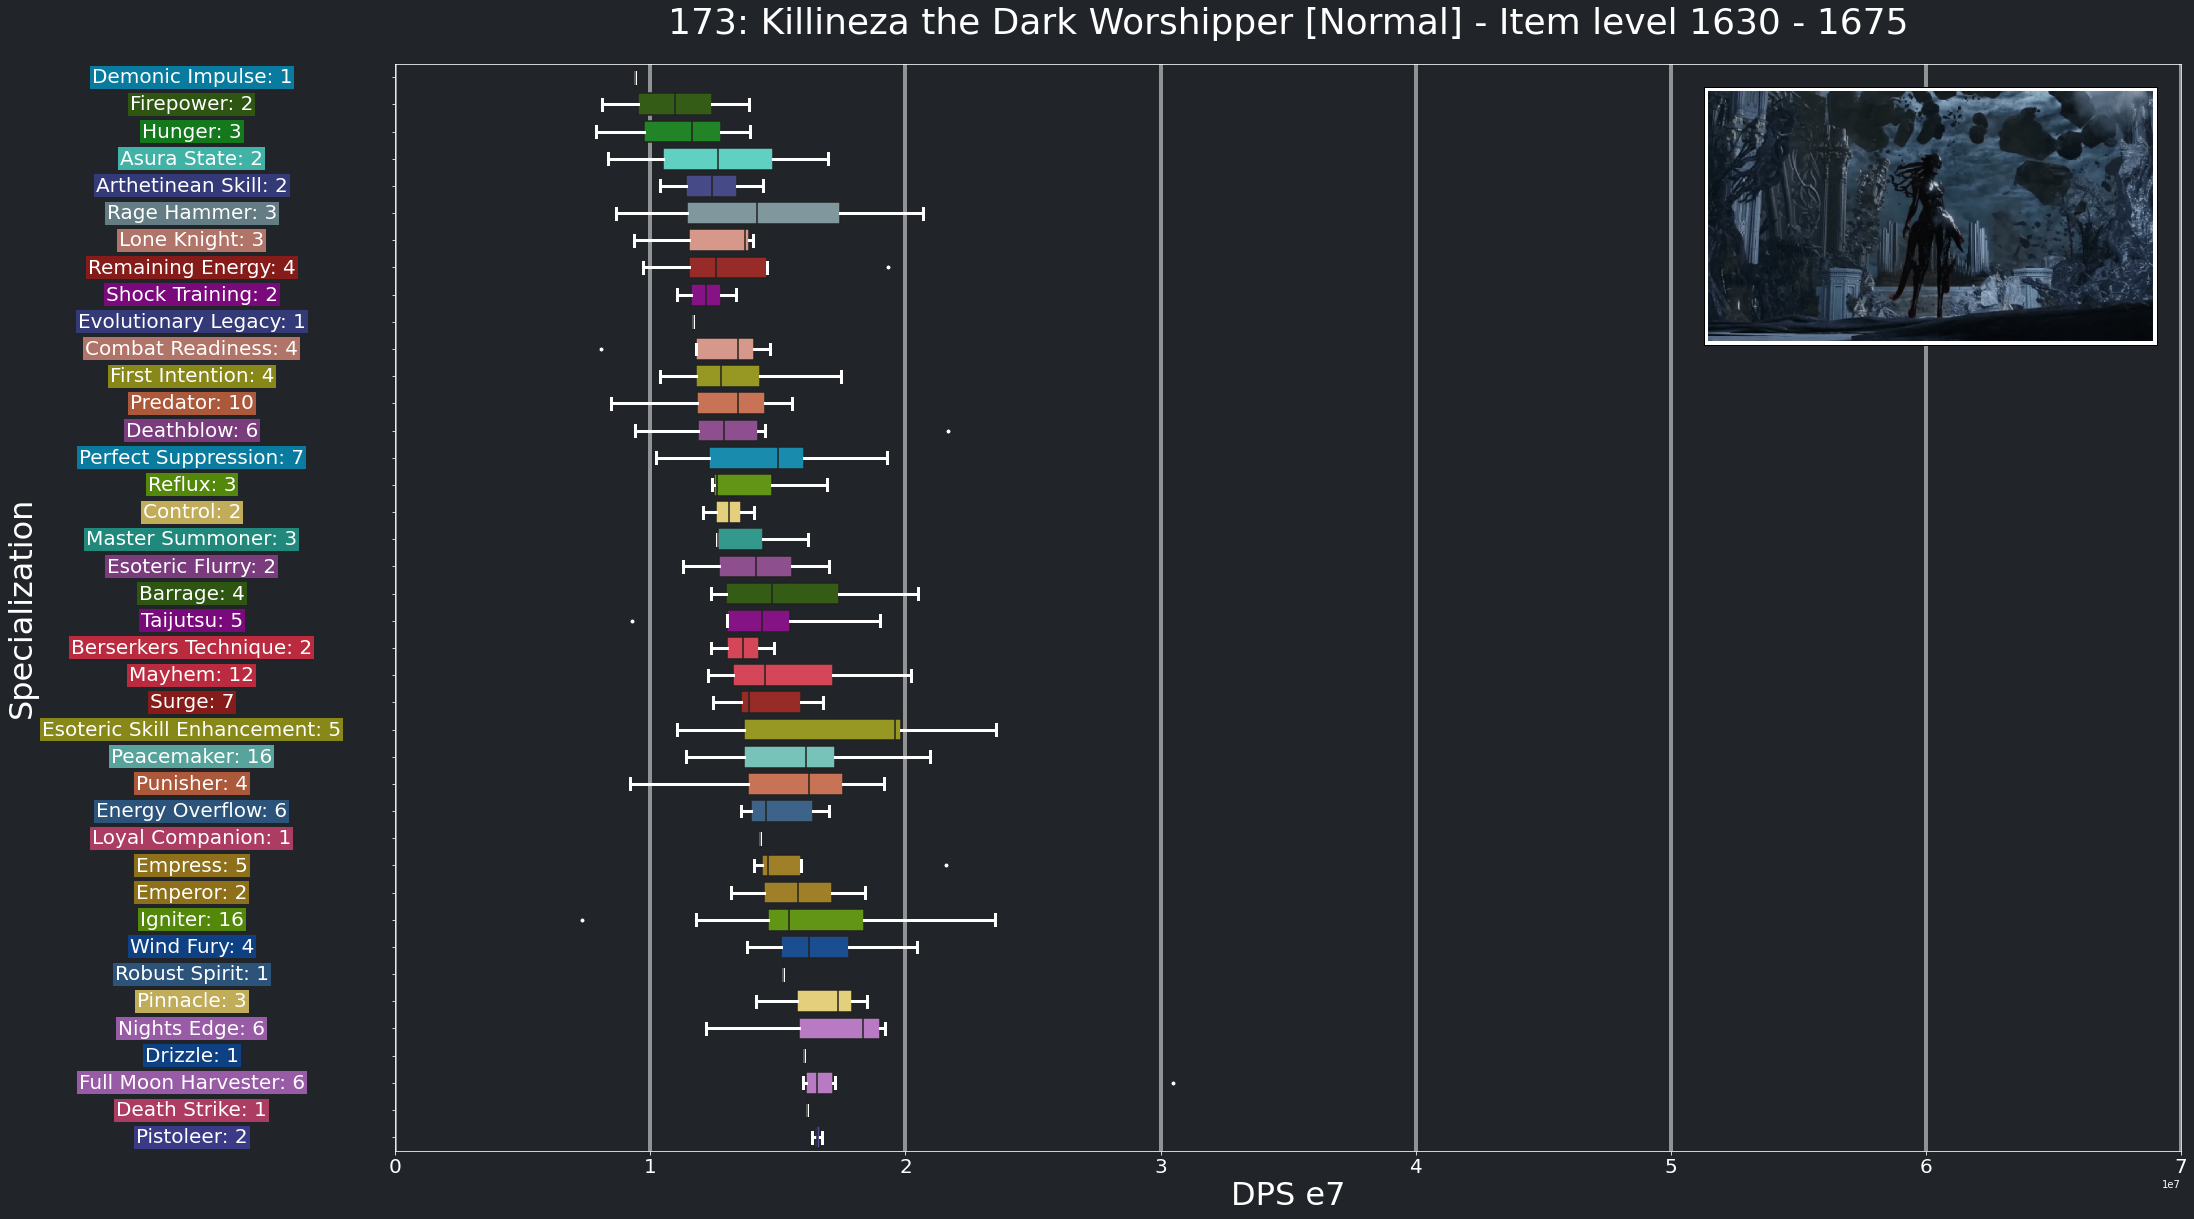 173: Killineza the Dark Worshipper [Normal] - Item level 1630 - 1675
Specialization
Demonic Impulse: 1
Firepower: 2
Hunger: 3
Asura State: 2
Arthetinean Skill: 2
Rage Hammer: 3
Lone Knight: 3
Remaining Energy: 4
Shock Training: 2
Evolutionary Legacy: 1
Combat Readiness: 4
First Intention: 4
Predator: 10
Deathblow: 6
Perfect Suppression: 7
Reflux: 3
Control: 2
Master Summoner: 3
Esoteric Flurry: 2
Barrage: 4
Taijutsu: 5
Berserkers Technique: 2
Mayhem: 12
Surge: 7
Esoteric Skill Enhancement: 5
Peacemaker: 16
Punisher: 4
Energy Overflow: 6
Loyal Companion: 1
Empress: 5
Emperor: 2
Igniter: 16
Wind Fury: 4
Robust Spirit: 1
Pinnacle: 3
Nights Edge: 6
Drizzle: 1
Full Moon Harvester: 6
Death Strike: 1
Pistoleer: 2
0 1 2 3 4 5 6 7
1e7
DPS e7